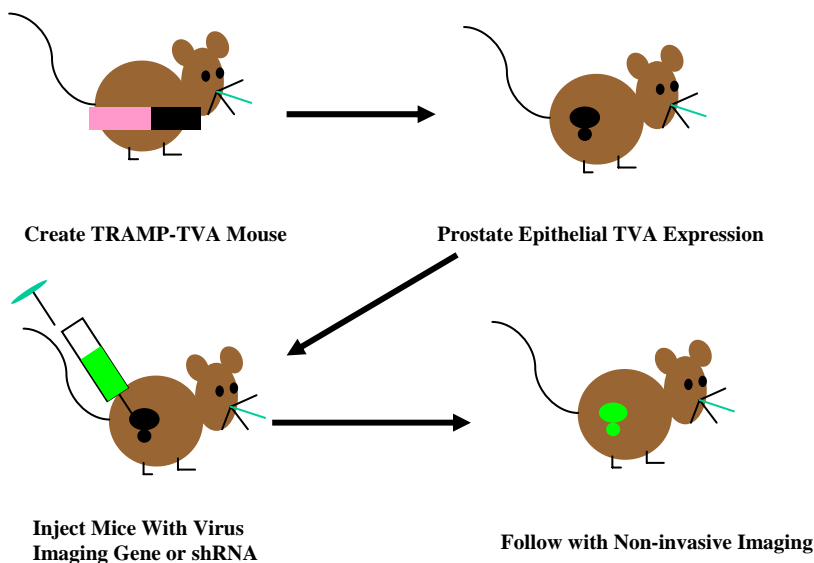 Create TRAMP-TVA Mouse
Prostate Epithelial TVA Expression
Inject Mice With Virus
Imaging Gene or shRNA
Follow with Non-invasive Imaging